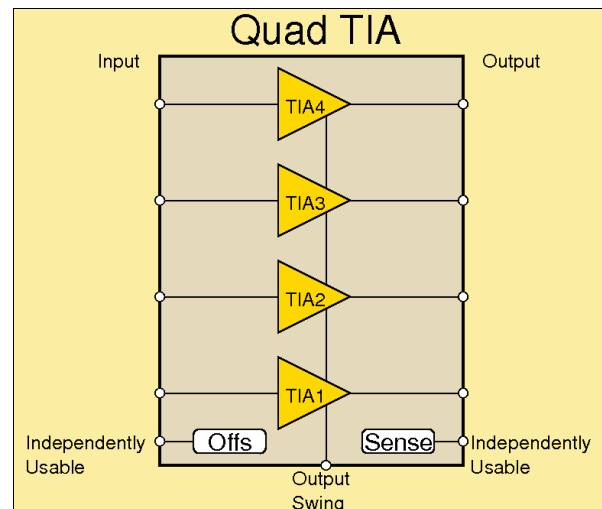 Quad TIA
Input
Output
TIA4
TIA3
TIA2
TIA1
Independently
Usable
Offs
Sense
Independently
Usable
Output
Swing